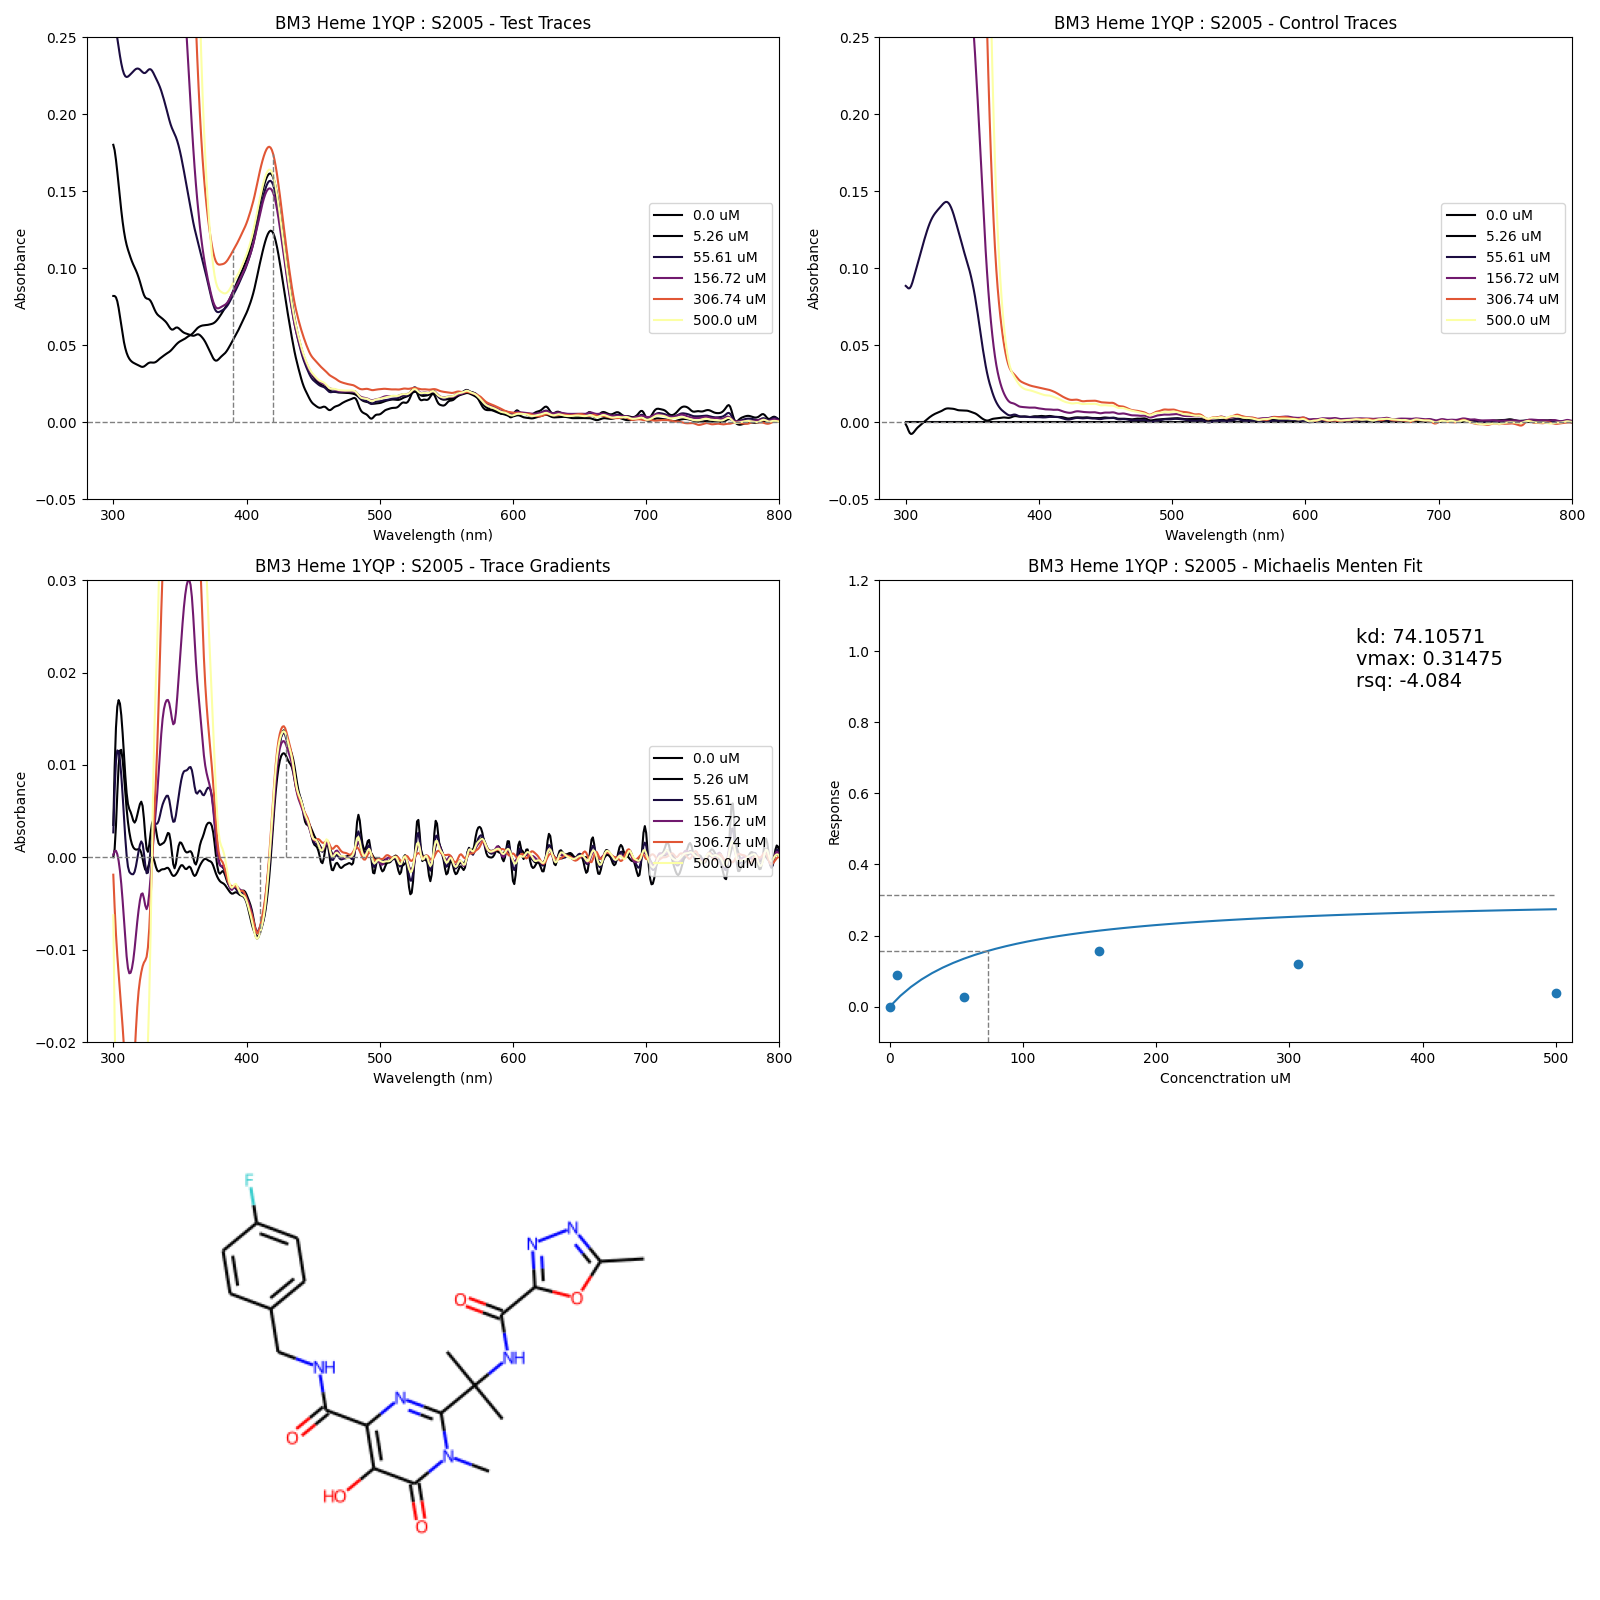 BM3 Heme 1YQP : S2005 - Test Traces
0.25
0.20
0.15
0.10
0.05
0.00
−0.05
Absorbance
300 400 500 600 700 800
Wavelength (nm)
0.0 uM
5.26 uM
55.61 uM
156.72 uM
306.74 uM
500.0 uM
BM3 Heme 1YQP : S2005 - Control Traces
0.25
0.20
0.15
0.10
0.05
0.00
−0.05
Absorbance
300 400 500 600 700 800
Wavelength (nm)
0.0 uM
5.26 uM
55.61 uM
156.72 uM
306.74 uM
500.0 uM
BM3 Heme 1YQP : S2005 - Trace Gradients
0.03
0.02
0.01
0.00
−0.01
−0.02
Absorbance
300 400 500 600 700 800
Wavelength (nm)
0.0 uM
5.26 uM
55.61 uM
156.72 uM
306.74 uM
500.0 uM
BM3 Heme 1YQP : S2005 - Michaelis Menten Fit
kd: 74.10571
vmax: 0.31475
rsq: -4.084
1.2
1.0
0.8
0.6
0.4
0.2
0.0
Response
0 100 200 300 400 500
Concenctration uM
F
N
N
O
O
NH
NH
N
O
N
HO
O